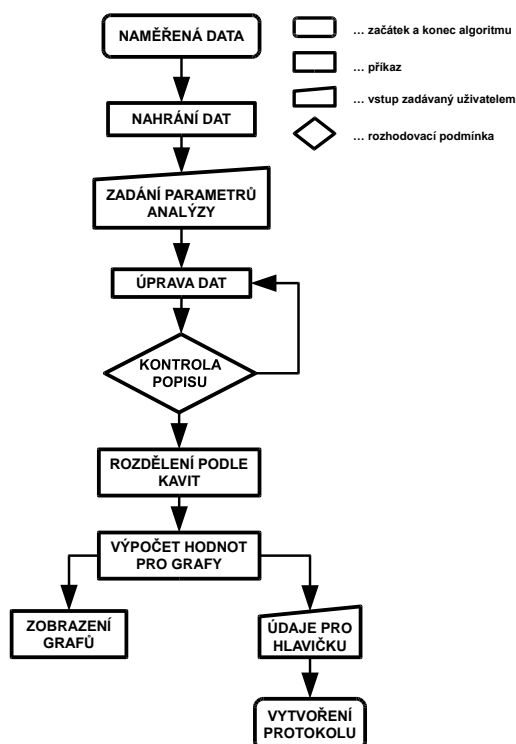 NAMĚŘENÁ DATA
NAHRÁNÍ DAT
ZADÁNÍ PARAMETRŮ
ANALÝZY
ÚPRAVA DAT
KONTROLA
POPISU
ROZDĚLENÍ PODLE
KAVIT
VÝPOČET HODNOT
PRO GRAFY
ZOBRAZENÍ
GRAFŮ
ÚDAJE PRO
HLAVIČKU
VYTVOŘENÍ
PROTOKOLU
... začátek a konec algoritmu
... příkaz
... vstup zadávaný uživatelem
... rozhodovací podmínka